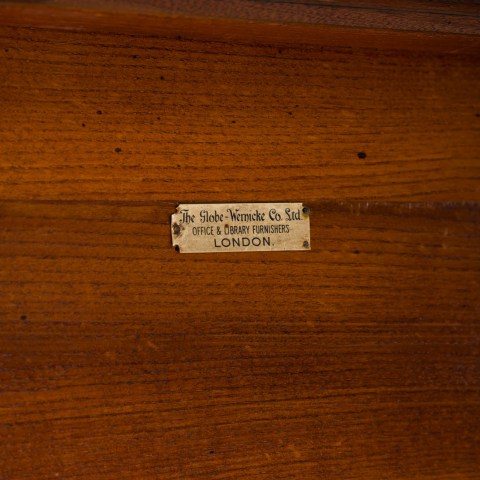 The Globe-Wernicke Co. Ltd
OFFICE & LIBRARY FURNISHERS
LONDON.